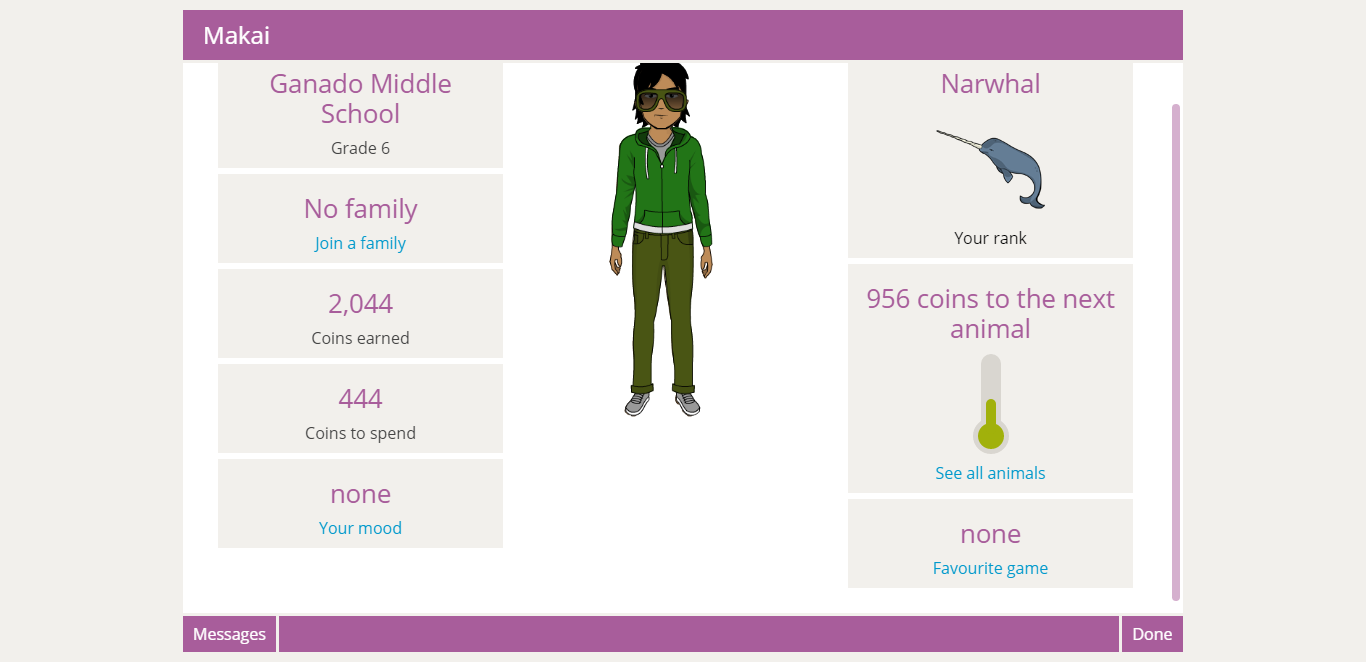 Makai
Ganado Middle
School
Grade 6
No family
Join a family
2,044
Coins earned
444
Coins to spend
none
Your mood
Narwhal
Your rank
956 coins to the next
animal
See all animals
none
Favourite game
Messages
Done